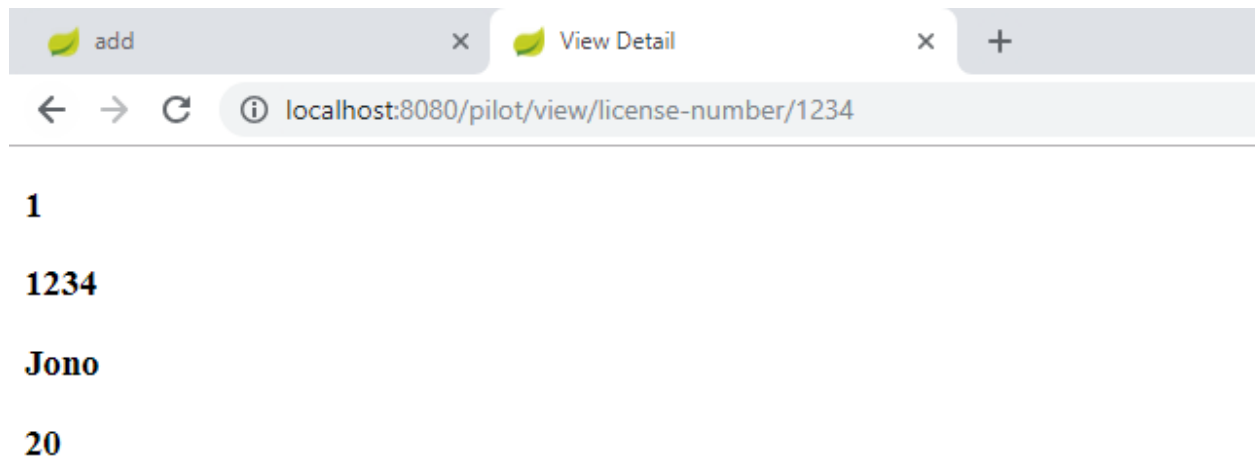 add
View Detail
localhost:8080/pilot/view/license-number/1234
1
1234
Jono
20